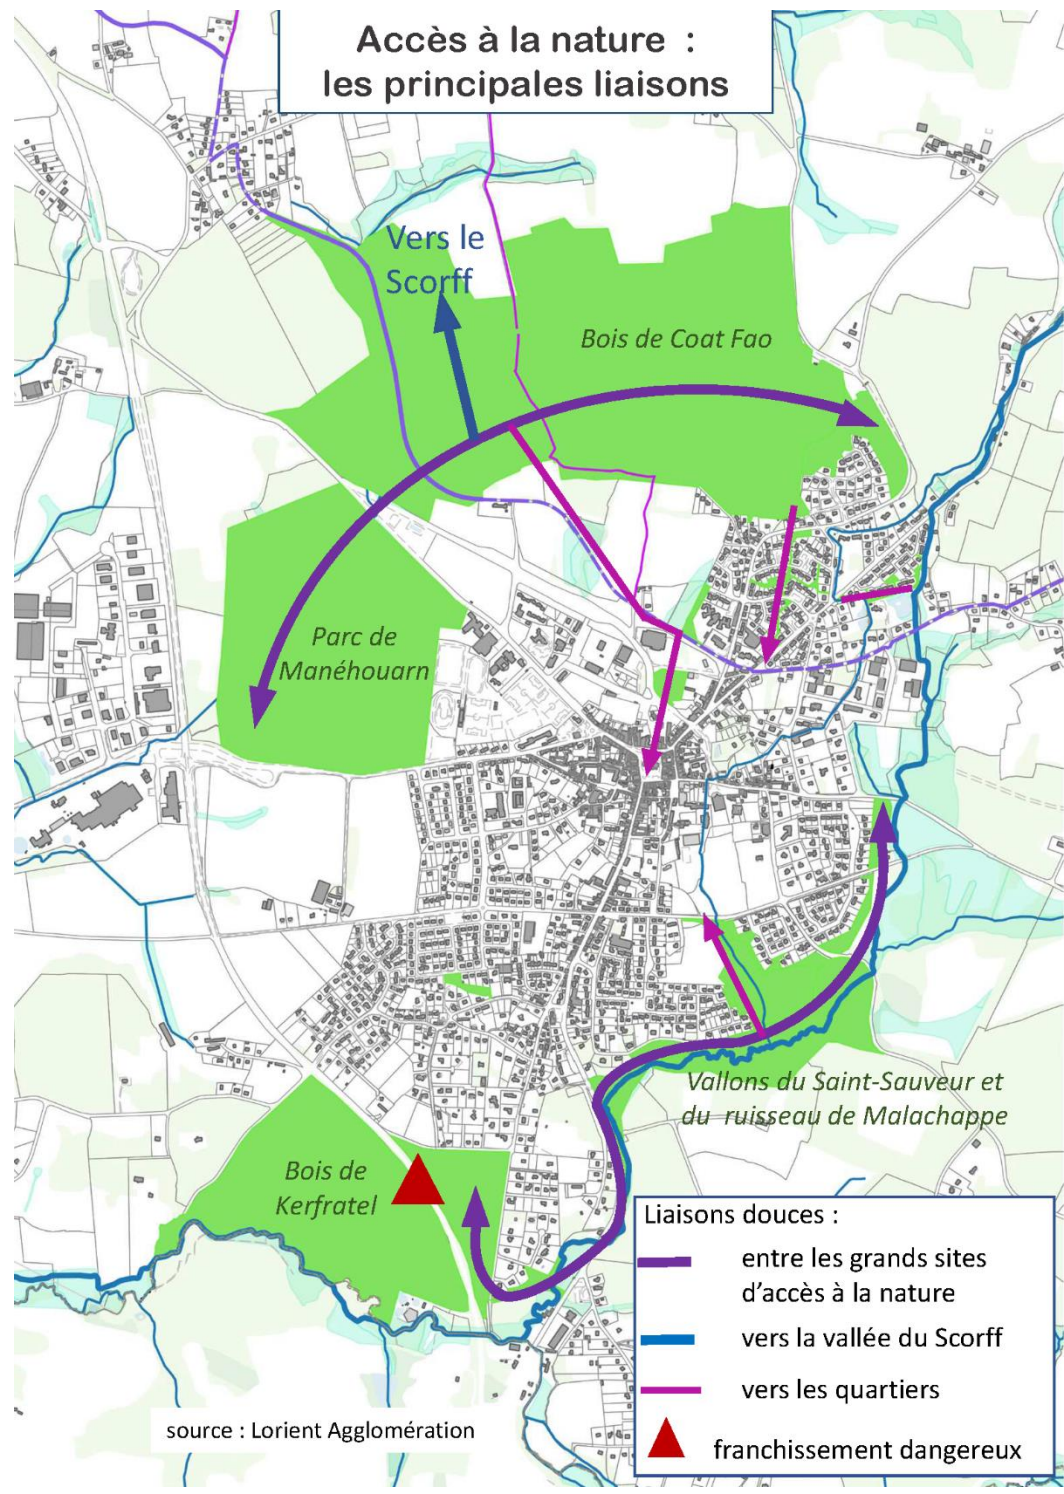 Accès à la nature :
les principales liaisons
Vers le
Scorff
Bois de Coat Fao
Parc de
Manéhouarn
Vallons du Saint-Sauveur et
du ruisseau de Malachappe
Bois de
Kerfratel
Liaisons douces :
entre les grands sites
d'accès à la nature
vers la vallée du Scorff
vers les quartiers
franchissement dangereux
source : Lorient Agglomération